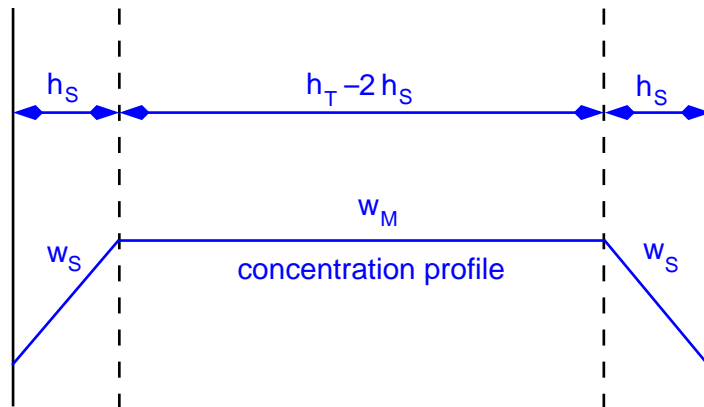 h_S
h_T –2 h_S
h_S
w_M
w_S
concentration profile
w_S